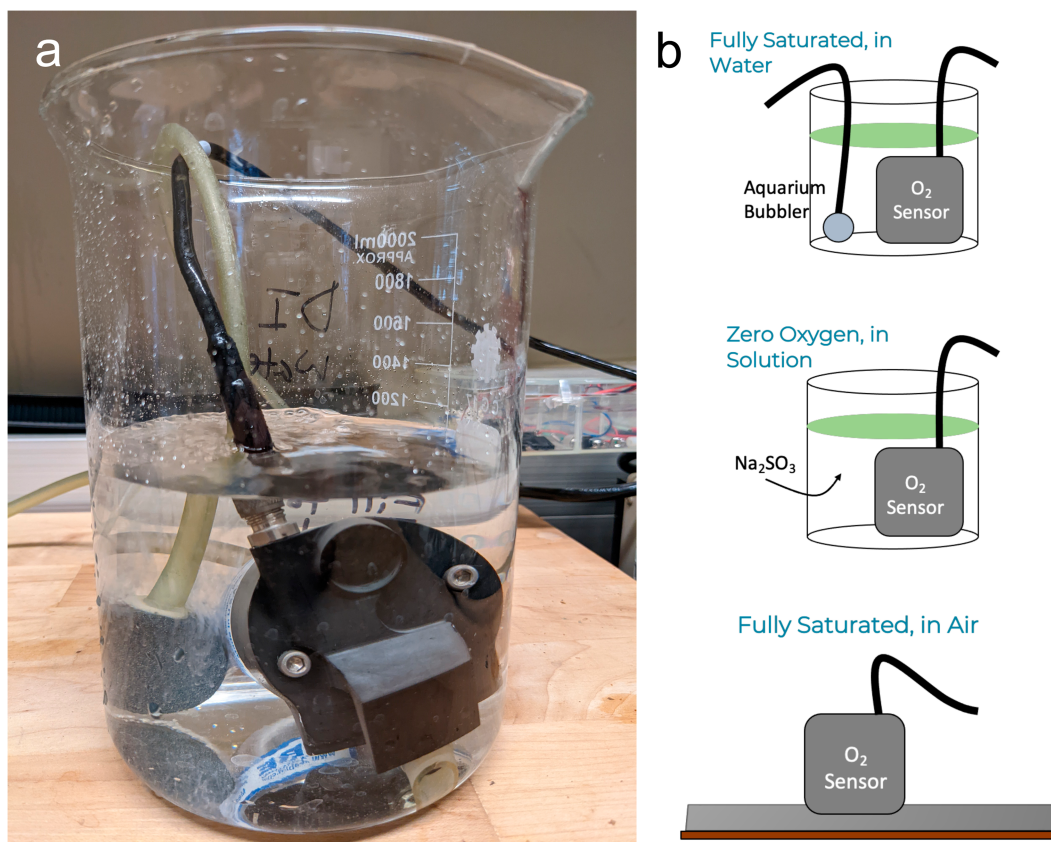 a
2000ml
APPROX.
1800
1600
1400
1200
DI
b
Fully Saturated, in
Water
Aquarium
Bubbler
O₂
Sensor
Zero Oxygen, in
Solution
Na₂SO₃
O₂
Sensor
Fully Saturated, in Air
O₂
Sensor